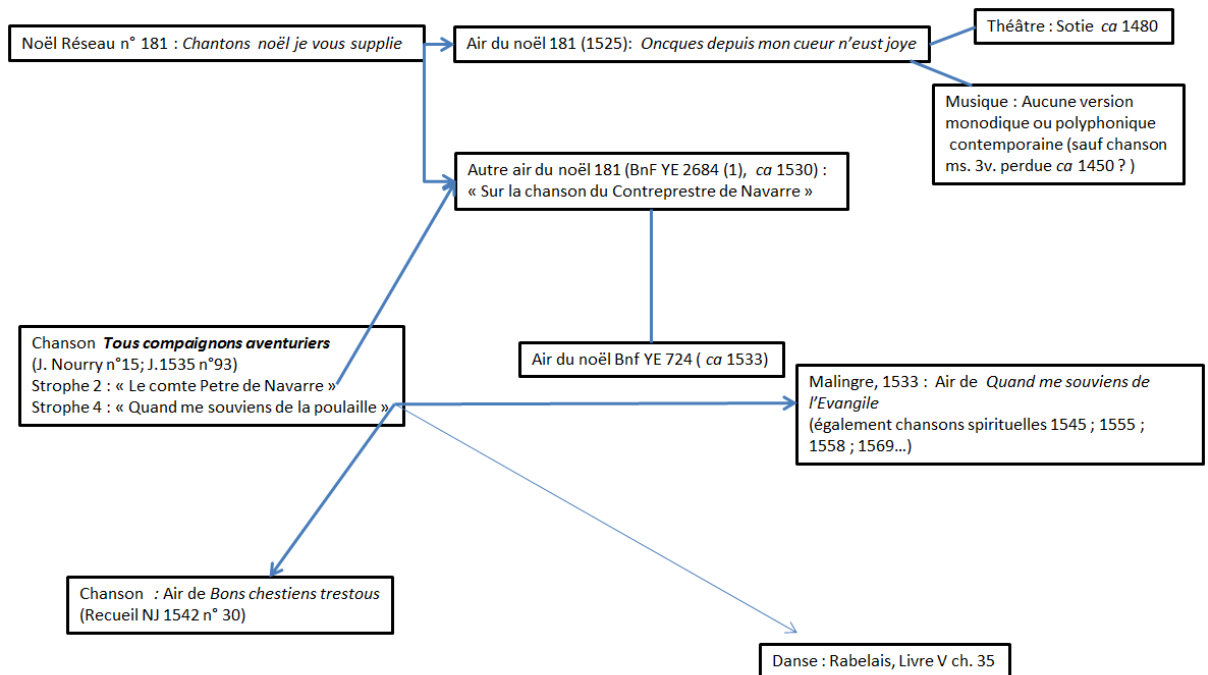 Noël Réseau n° 181 : Chantons noël je vous supplie
Air du noël 181 (1525): Oncques depuis mon cueur n’eust joye
Théâtre : Sotie ca 1480
Musique : Aucune version
monodique ou polyphonique
contemporaine (sauf chanson
ms. 3v. perdue ca 1450 ? )
Autre air du noël 181 (BnF YE 2684 (1), ca 1530) :
« Sur la chanson du Contreprestre de Navarre »
Chanson Tous compaignons aventuriers
(J. Nourry n°15; J.1535 n°93)
Strophe 2 : « Le comte Petre de Navarre »
Strophe 4 : « Quand me souviens de la poulaille »
Air du noël Bnf YE 724 ( ca 1533)
Malingre, 1533 : Air de Quand me souviens de
l’Evangile
(également chansons spirituelles 1545 ; 1555 ;
1558 ; 1569…)
Chanson : Air de Bons chestiens trestous
(Recueil NJ 1542 n° 30)
Danse : Rabelais, Livre V ch. 35